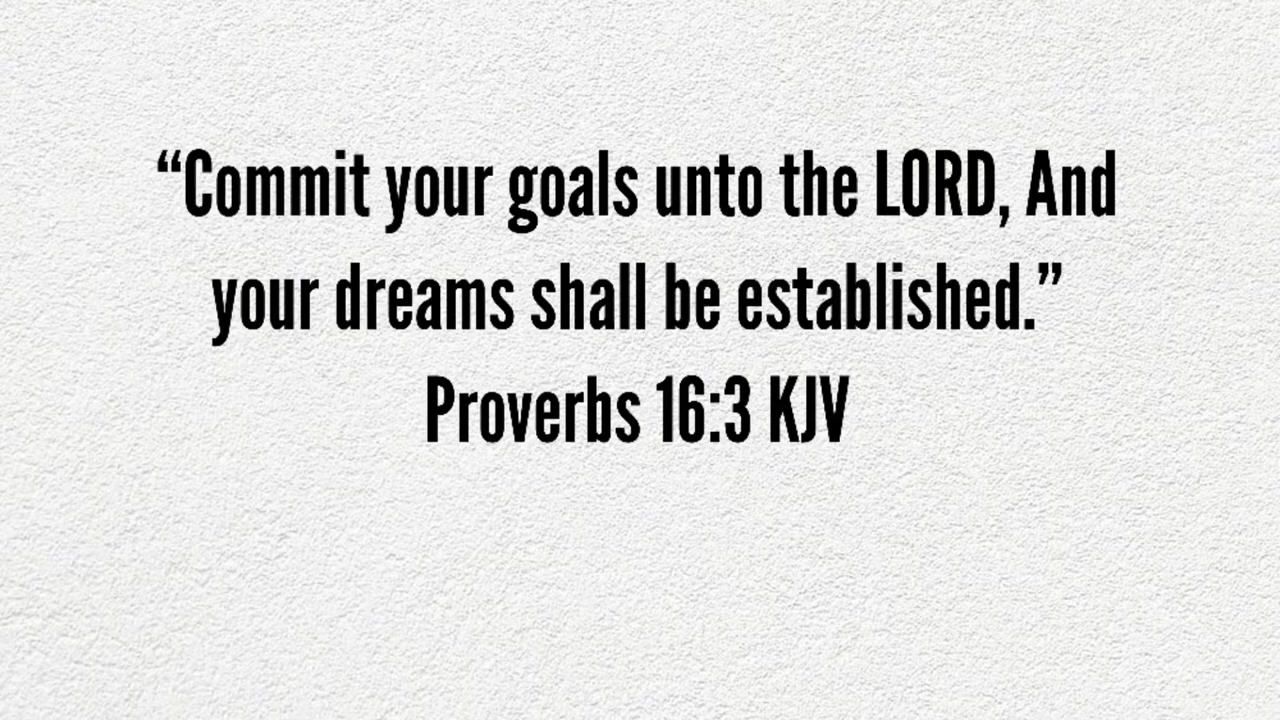 “Commit your goals unto the LORD, And
your dreams shall be established.”
Proverbs 16:3 KJV